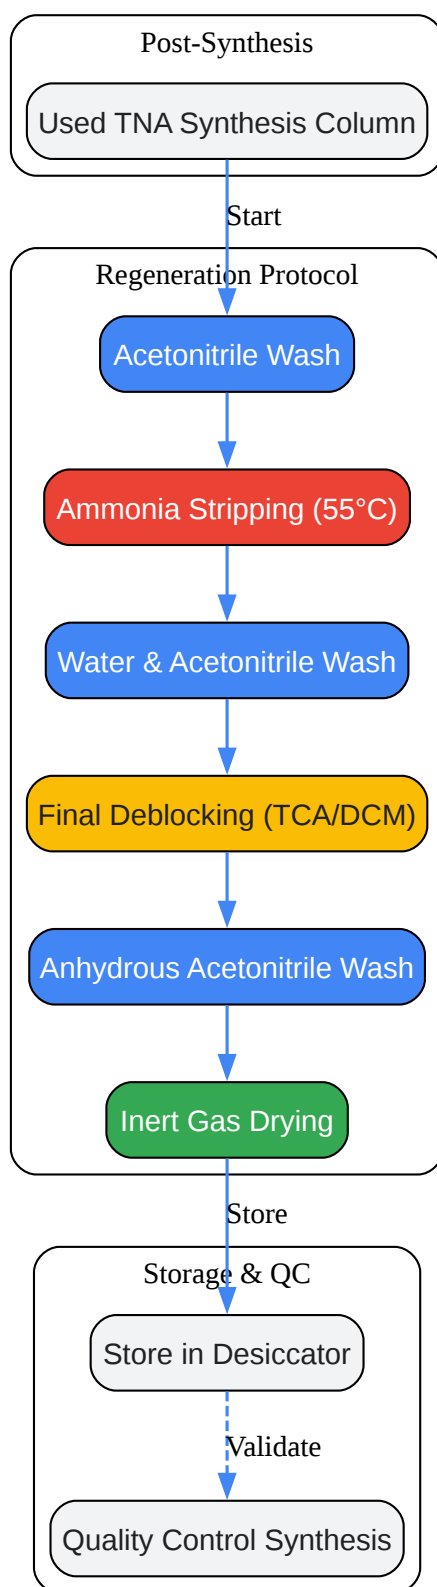 Post-Synthesis
Used TNA Synthesis Column
Start
Regeneration Protocol
Acetonitrile Wash
Ammonia Stripping (55°C)
Water & Acetonitrile Wash
Final Deblocking (TCA/DCM)
Anhydrous Acetonitrile Wash
Inert Gas Drying
Store
Storage & QC
Store in Desiccator
Validate
Quality Control Synthesis